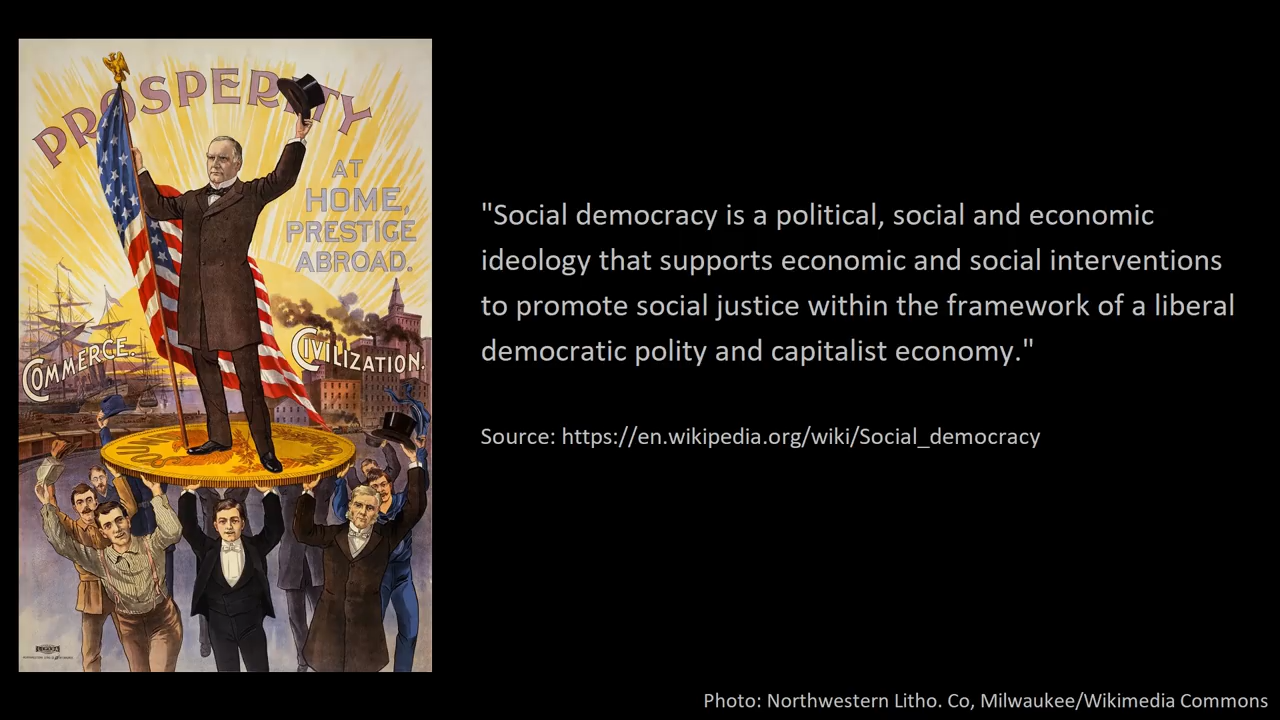 PROSPERITY
AT
HOME,
PRESTIGE
ABROAD.
COMMERCE.
CIVILIZATION.
"Social democracy is a political, social and economic
ideology that supports economic and social interventions
to promote social justice within the framework of a liberal
democratic polity and capitalist economy."
Source: https://en.wikipedia.org/wiki/Social_democracy
Photo: Northwestern Litho. Co, Milwaukee/Wikimedia Commons